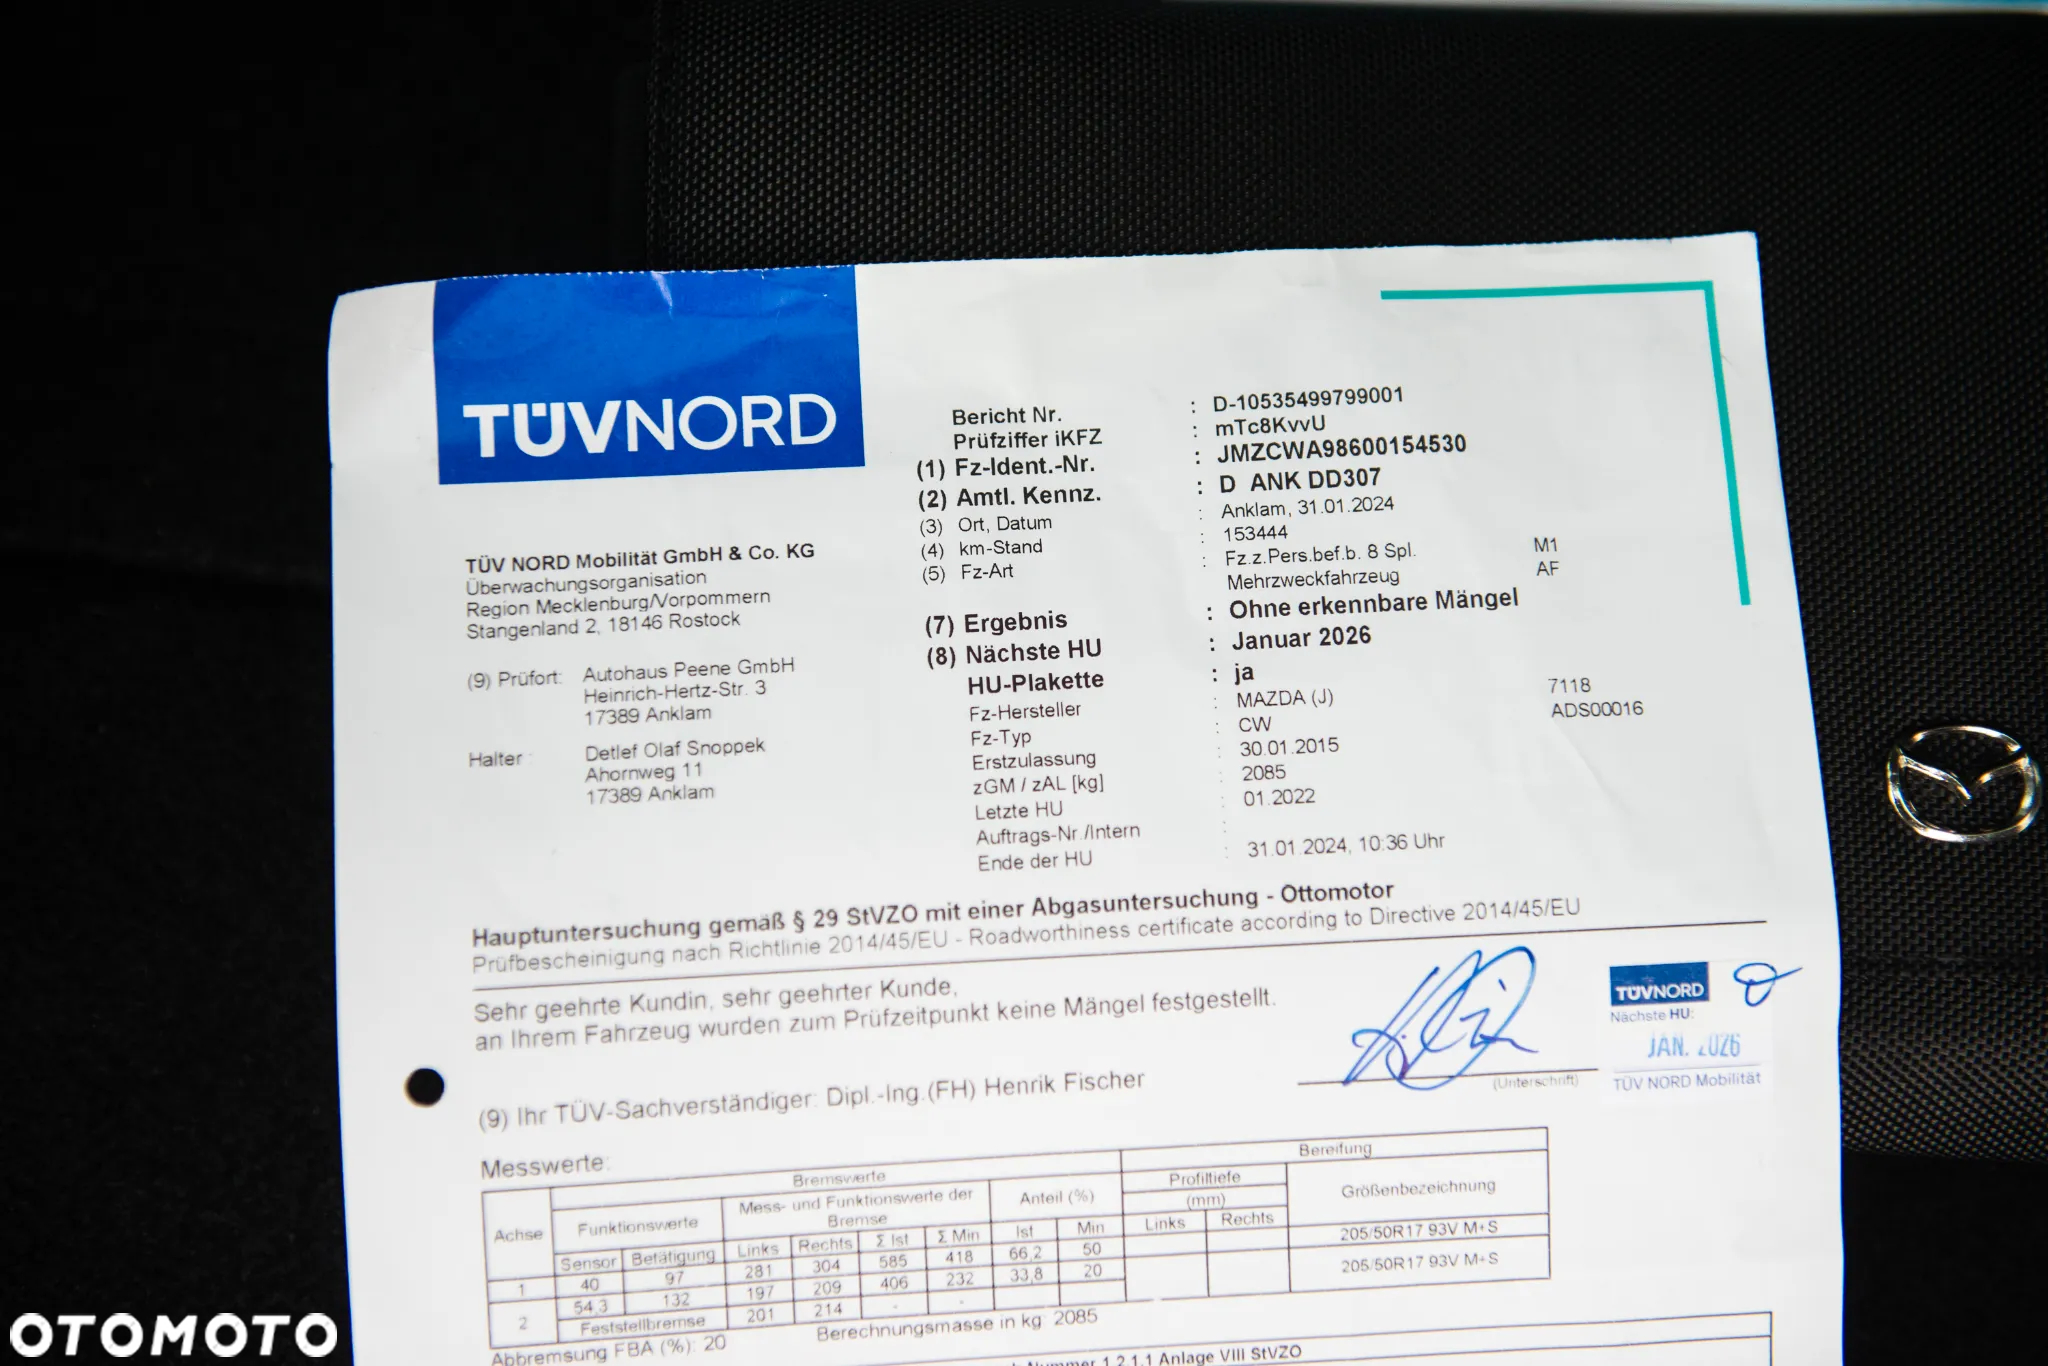 TÜVNORD
Bericht Nr. : D-10535499799001
Prüfziffer iKFZ : mTc8KvvU
(1) Fz-Ident.-Nr. : JMZCWA98600154530
(2) Amtl. Kennz. : D ANK DD307
(3) Ort, Datum : Anklam, 31.01.2024
(4) km-Stand : 153444
(5) Fz-Art : Fz.z.Pers.bef.b. 8 Spl. M1
Mehrzweckfahrzeug AF
(7) Ergebnis : Ohne erkennbare Mängel
(8) Nächste HU : Januar 2026
HU-Plakette : ja
Fz-Hersteller : MAZDA (J) 7118
Fz-Typ : CW ADS00016
Erstzulassung : 30.01.2015
zGM / zAL [kg] : 2085
Letzte HU : 01.2022
Auftrags-Nr./Intern :
Ende der HU : 31.01.2024, 10:36 Uhr
TÜV NORD Mobilität GmbH & Co. KG
Überwachungsorganisation
Region Mecklenburg/Vorpommern
Stangenland 2, 18146 Rostock
(9) Prüfort: Autohaus Peene GmbH
Heinrich-Hertz-Str. 3
17389 Anklam
Halter : Detlef Olaf Snoppek
Ahornweg 11
17389 Anklam
Hauptuntersuchung gemäß § 29 StVZO mit einer Abgasuntersuchung - Ottomotor
Prüfbescheinigung nach Richtlinie 2014/45/EU - Roadworthiness certificate according to Directive 2014/45/EU
Sehr geehrte Kundin, sehr geehrter Kunde,
an Ihrem Fahrzeug wurden zum Prüfzeitpunkt keine Mängel festgestellt.
(Unterschrift)
TÜVNORD
Nächste HU:
JAN. 2026
TÜV NORD Mobilität
(9) Ihr TÜV-Sachverständiger: Dipl.-Ing.(FH) Henrik Fischer
Messwerte:
Achse Bremswerte Bereifung
Funktionswerte Mess- und Funktionswerte der Bremse Anteil (%) Profiltiefe (mm) Größenbezeichnung
Sensor Betätigung Links Rechts Σ Ist Σ Min Ist Min Links Rechts
1 40 97 281 304 585 418 66,2 50 205/50R17 93V M+S
2 54,3 132 197 209 406 232 33,8 20 205/50R17 93V M+S
Feststellbremse 201 214 - -
Abbremsung FBA (%): 20 Berechnungsmasse in kg: 2085
Nummer 1.2.1.1 Anlage VIII StVZO
OTOMOTO